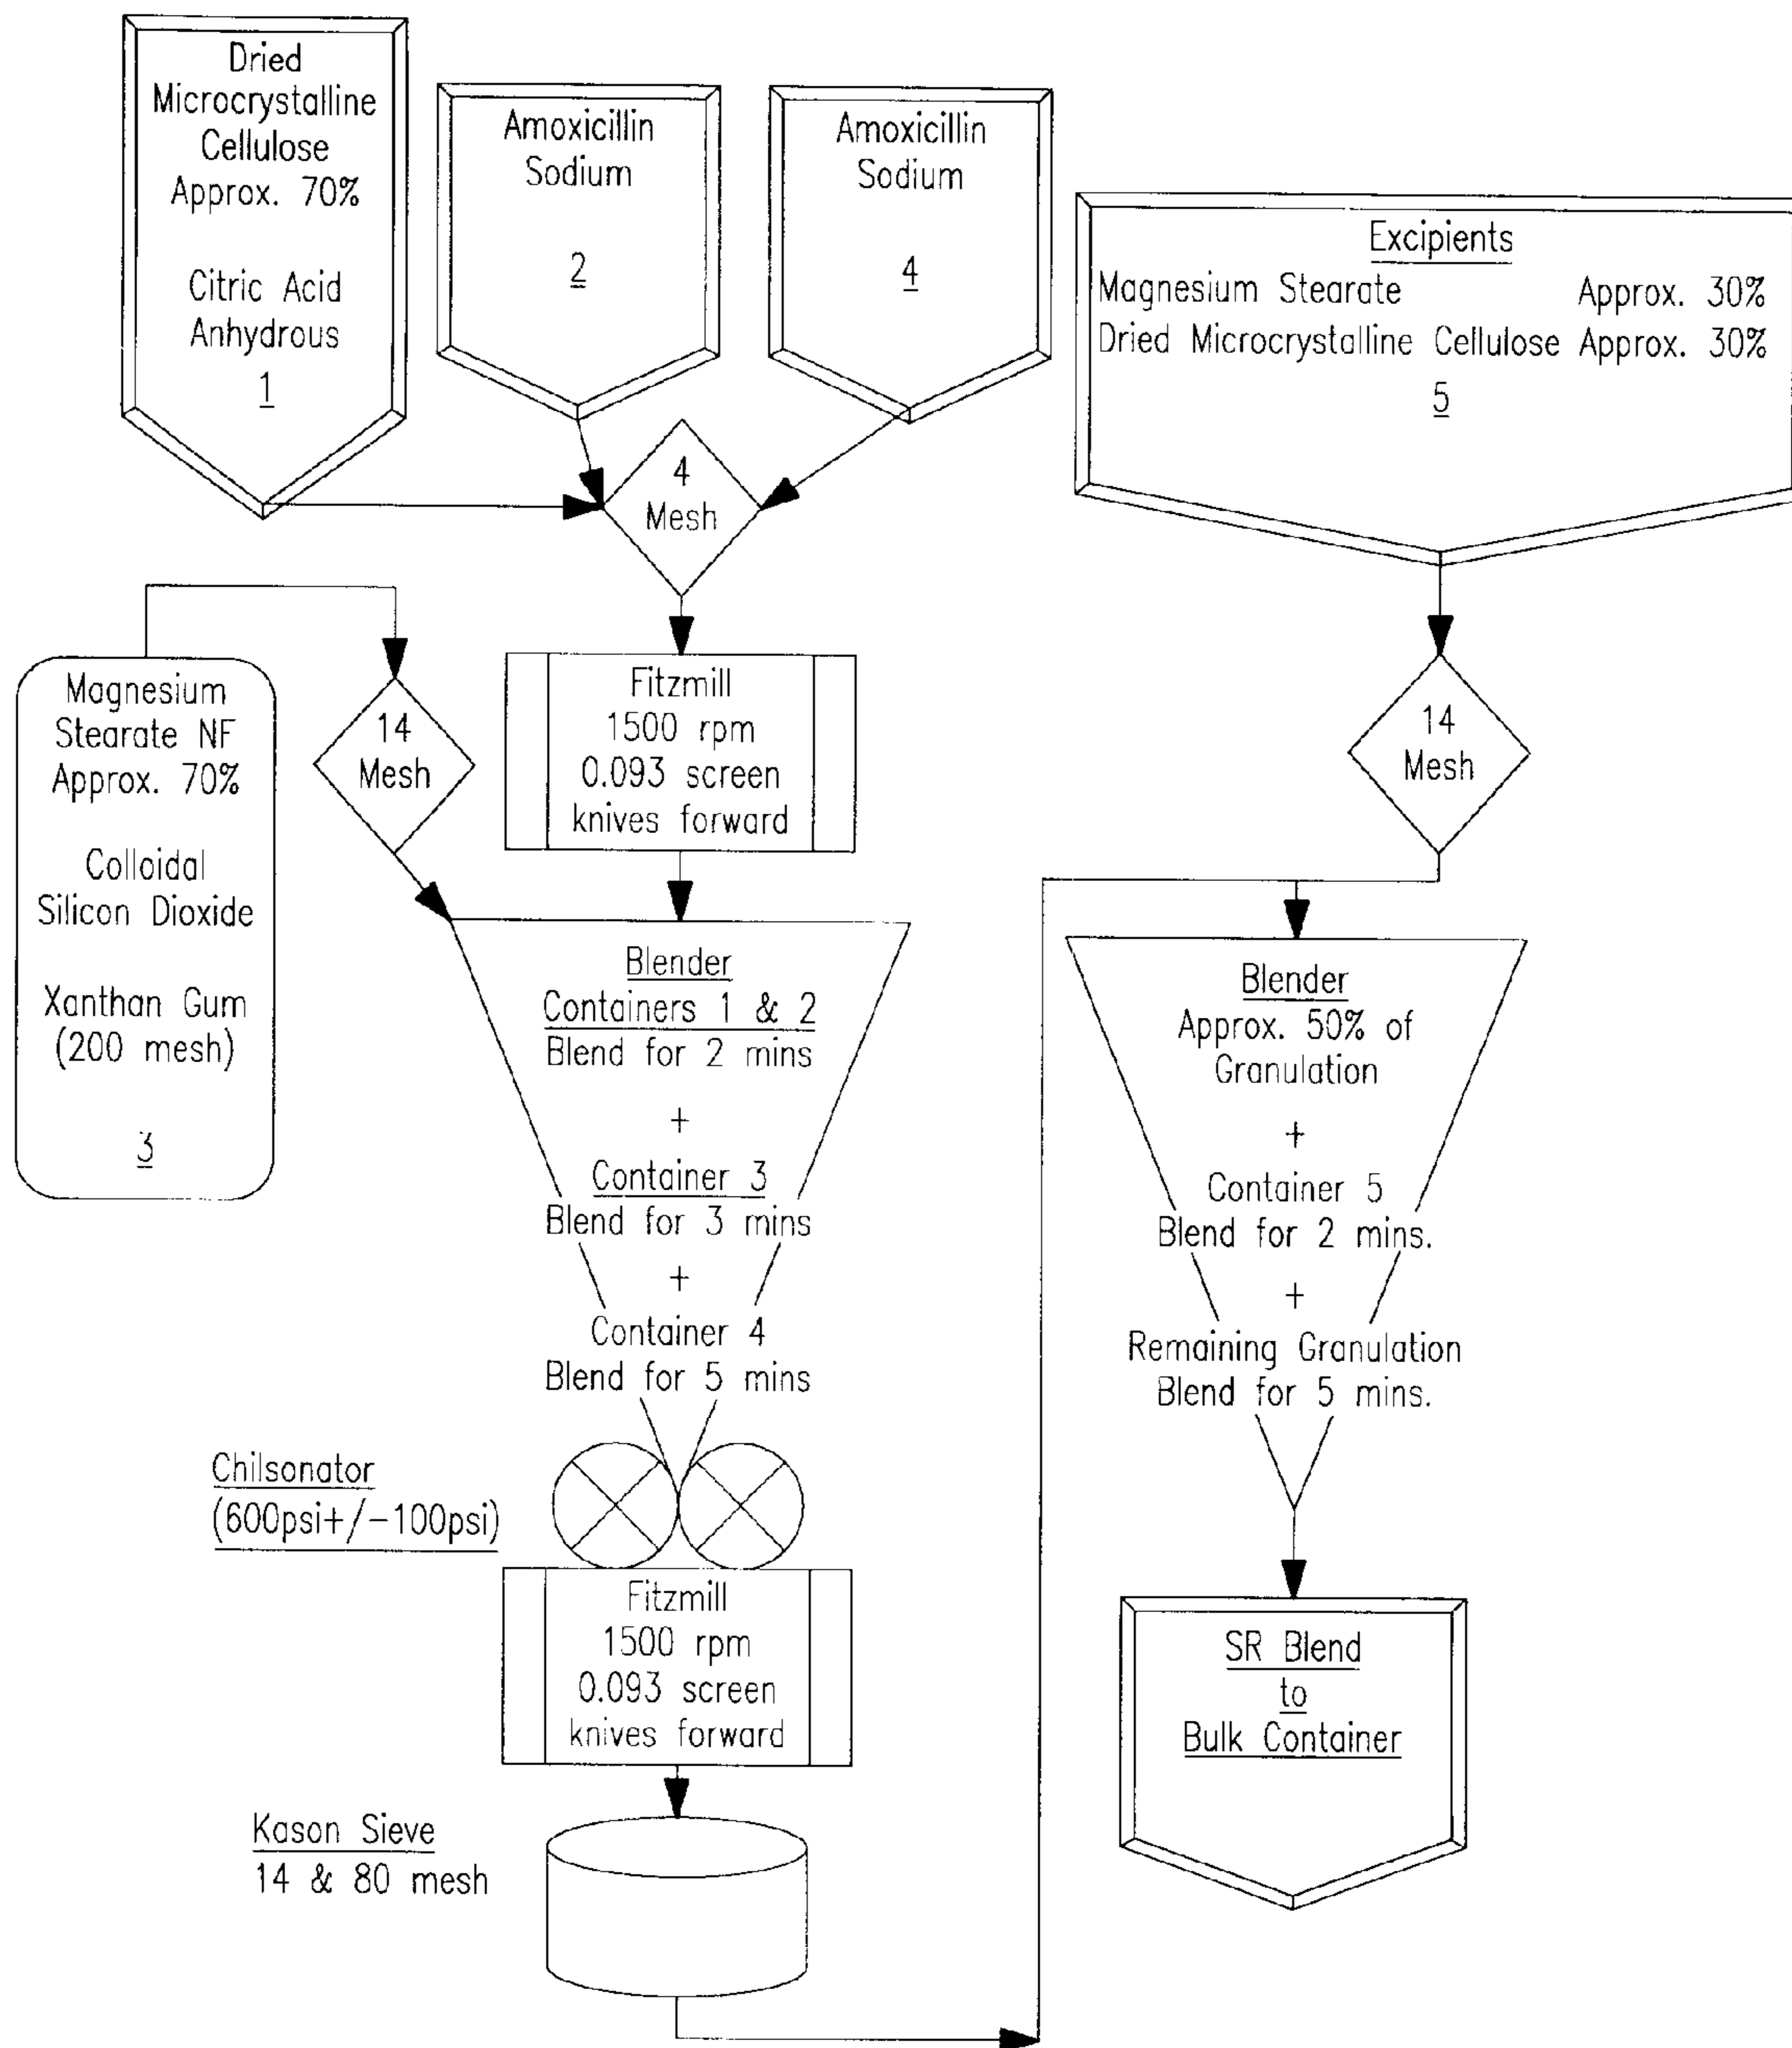 Dried
Microcrystalline
Cellulose
Approx. 70%
Citric Acid
Anhydrous
1
Amoxicillin
Sodium
2
Amoxicillin
Sodium
4
Excipients
Magnesium Stearate Approx. 30%
Dried Microcrystalline Cellulose Approx. 30%
5
4
Mesh
Magnesium
Stearate NF
Approx. 70%
Colloidal
Silicon Dioxide
Xanthan Gum
(200 mesh)
3
14
Mesh
Fitzmill
1500 rpm
0.093 screen
knives forward
14
Mesh
Blender
Containers 1 & 2
Blend for 2 mins
+
Container 3
Blend for 3 mins
+
Container 4
Blend for 5 mins
Blender
Approx. 50% of
Granulation
+
Container 5
Blend for 2 mins.
+
Remaining Granulation
Blend for 5 mins.
Chilsonator
(600psi+/-100psi)
Fitzmill
1500 rpm
0.093 screen
knives forward
Kason Sieve
14 & 80 mesh
SR Blend
to
Bulk Container